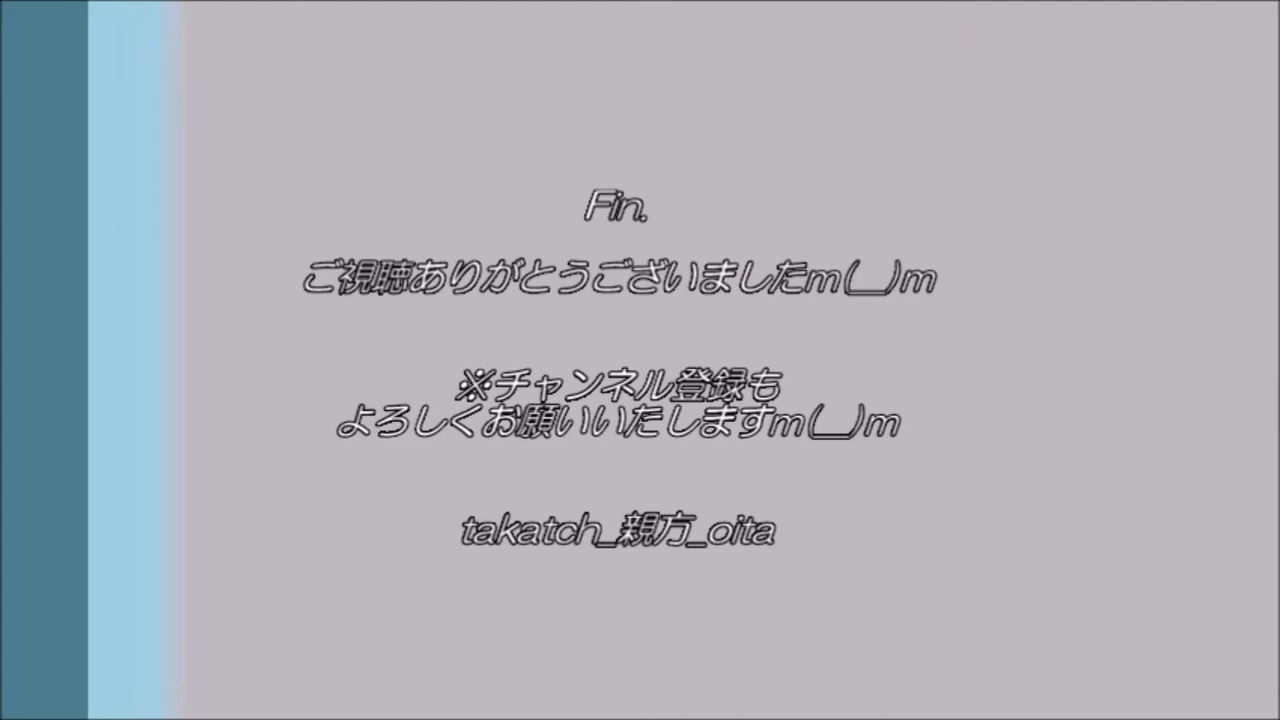 Fin.
ご視聴ありがとうございましたm(__)m
※チャンネル登録も
よろしくお願いいたしますm(__)m
takatch_親方_oita